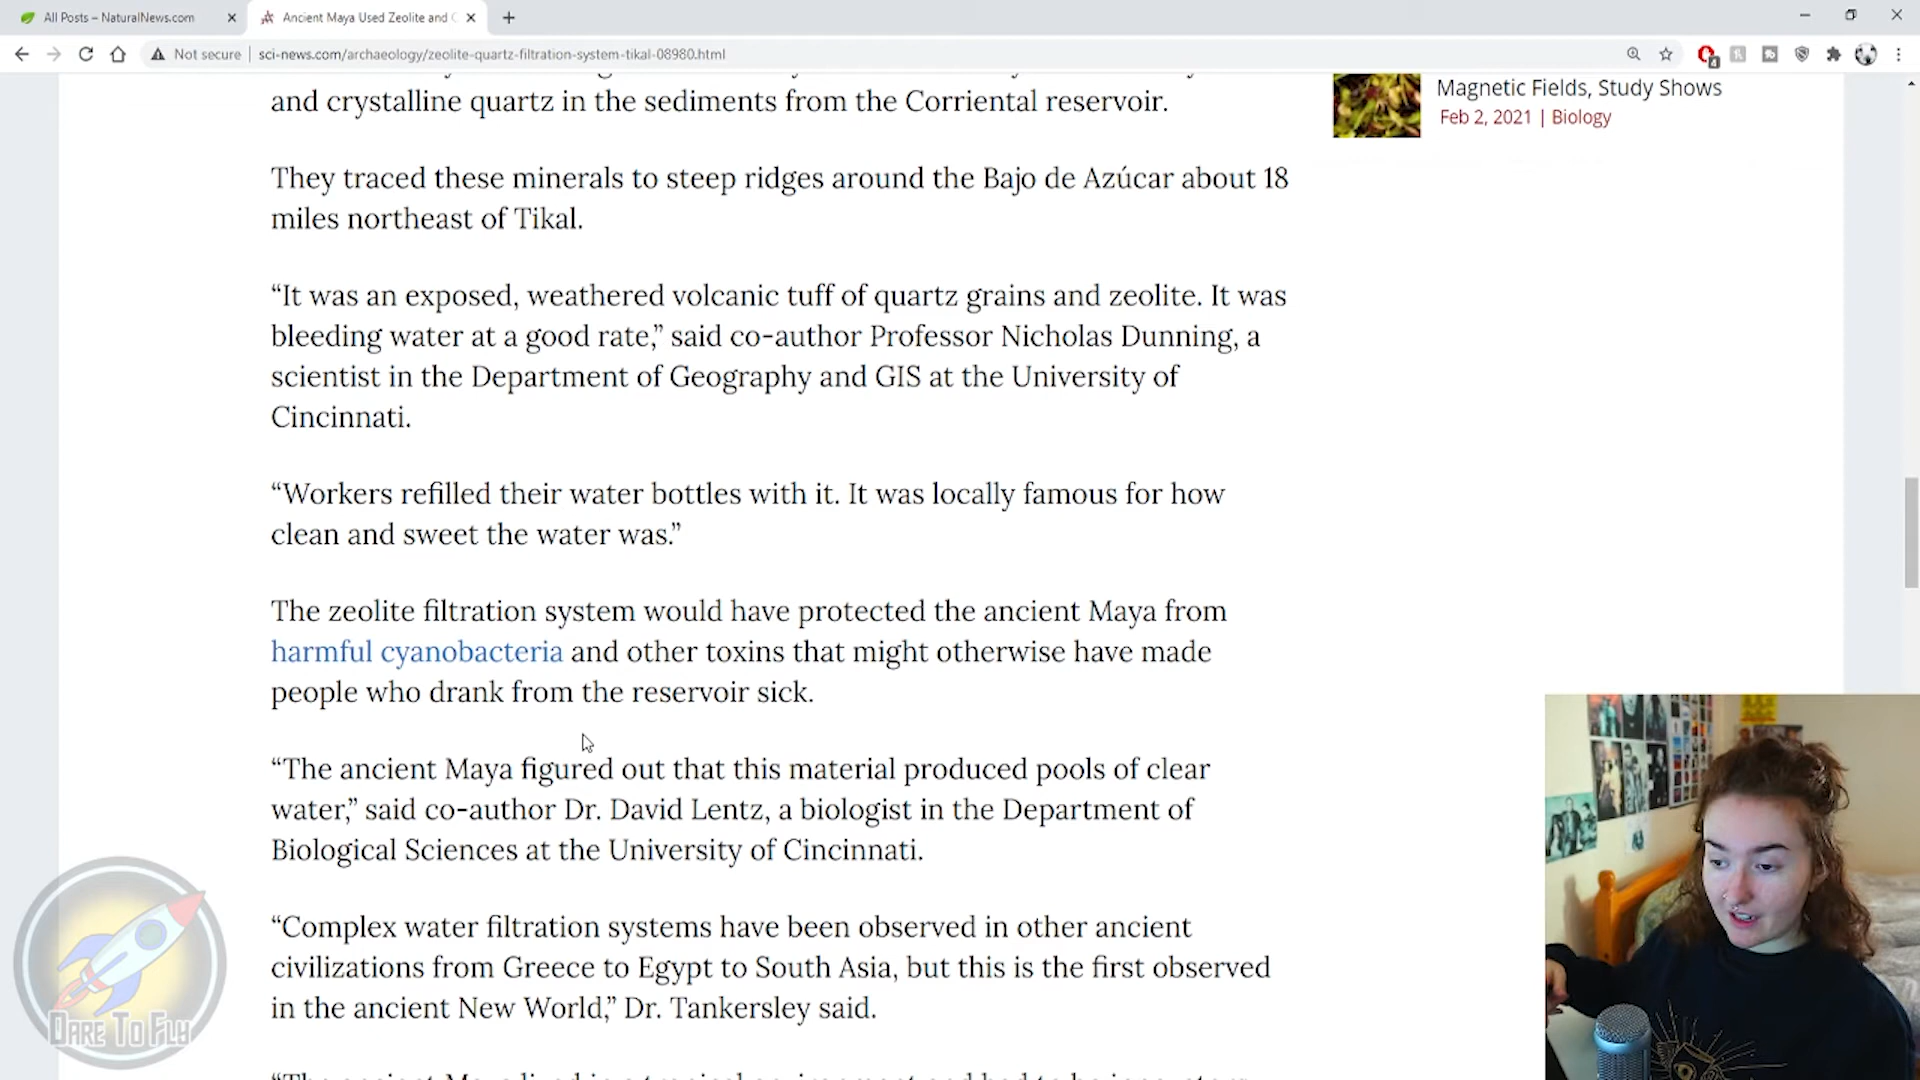 All Posts – NaturalNews.com
Ancient Maya Used Zeolite and
Not secure
sci-news.com/archaeology/zeolite-quartz-filtration-system-tikal-08980.html
4
and crystalline quartz in the sediments from the Corriental reservoir.
They traced these minerals to steep ridges around the Bajo de Azúcar about 18
miles northeast of Tikal.
“It was an exposed, weathered volcanic tuff of quartz grains and zeolite. It was
bleeding water at a good rate,” said co-author Professor Nicholas Dunning, a
scientist in the Department of Geography and GIS at the University of
Cincinnati.
“Workers refilled their water bottles with it. It was locally famous for how
clean and sweet the water was.”
The zeolite filtration system would have protected the ancient Maya from
harmful cyanobacteria and other toxins that might otherwise have made
people who drank from the reservoir sick.
“The ancient Maya figured out that this material produced pools of clear
water,” said co-author Dr. David Lentz, a biologist in the Department of
Biological Sciences at the University of Cincinnati.
“Complex water filtration systems have been observed in other ancient
civilizations from Greece to Egypt to South Asia, but this is the first observed
in the ancient New World,” Dr. Tankersley said.
Magnetic Fields, Study Shows
Feb 2, 2021 | Biology
DARE TO FLY